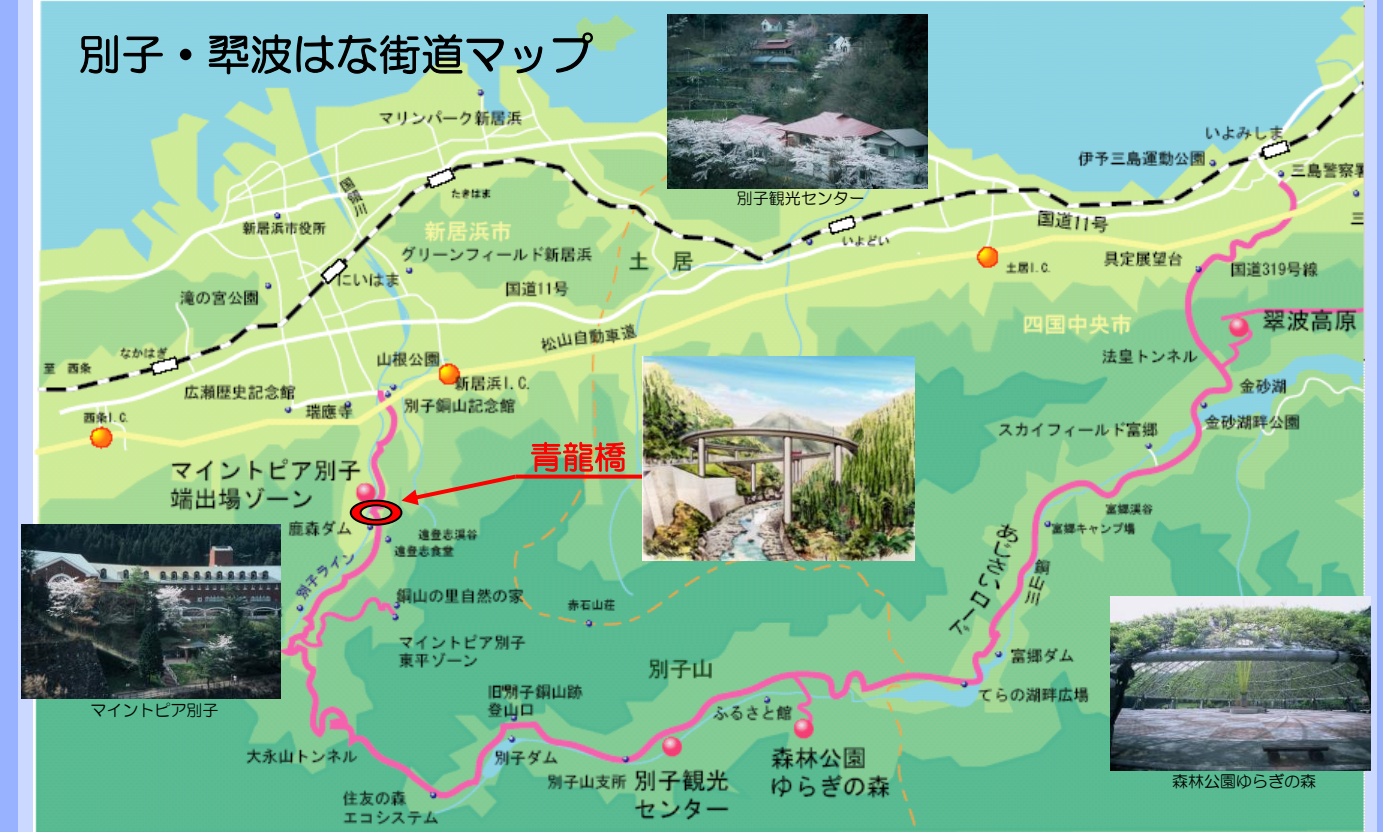 別子・翠波はな街道マップ
マリンパーク新居浜
国領川
たきはま
新居浜市役所
新居浜市
グリーンフィールド新居浜
にいはま
滝の宮公園
国道11号
土居
別子観光センター
いよどい
いよみしま
伊予三島運動公園
三島警察署
三
国道11号
土居I.C.
具定展望台
国道319号線
翠波高原
四国中央市
法皇トンネル
金砂湖
金砂湖畔公園
スカイフィールド富郷
松山自動車道
なかはぎ
至 西条
西条I.C.
山根公園
新居浜I.C.
広瀬歴史記念館
瑞應寺
別子銅山記念館
青龍橋
マイントピア別子
端出場ゾーン
鹿森ダム
遠登志渓谷
遠登志食堂
別子ライン
銅山の里自然の家
マイントピア別子
東平ゾーン
赤石山荘
富郷渓谷
富郷キャンプ場
あじさいロード
銅山川
富郷ダム
てらの湖畔広場
別子山
旧別子銅山跡
登山口
ふるさと館
マイントピア別子
大永山トンネル
別子ダム
別子山支所
別子観光
センター
森林公園
ゆらぎの森
住友の森
エコシステム
森林公園ゆらぎの森